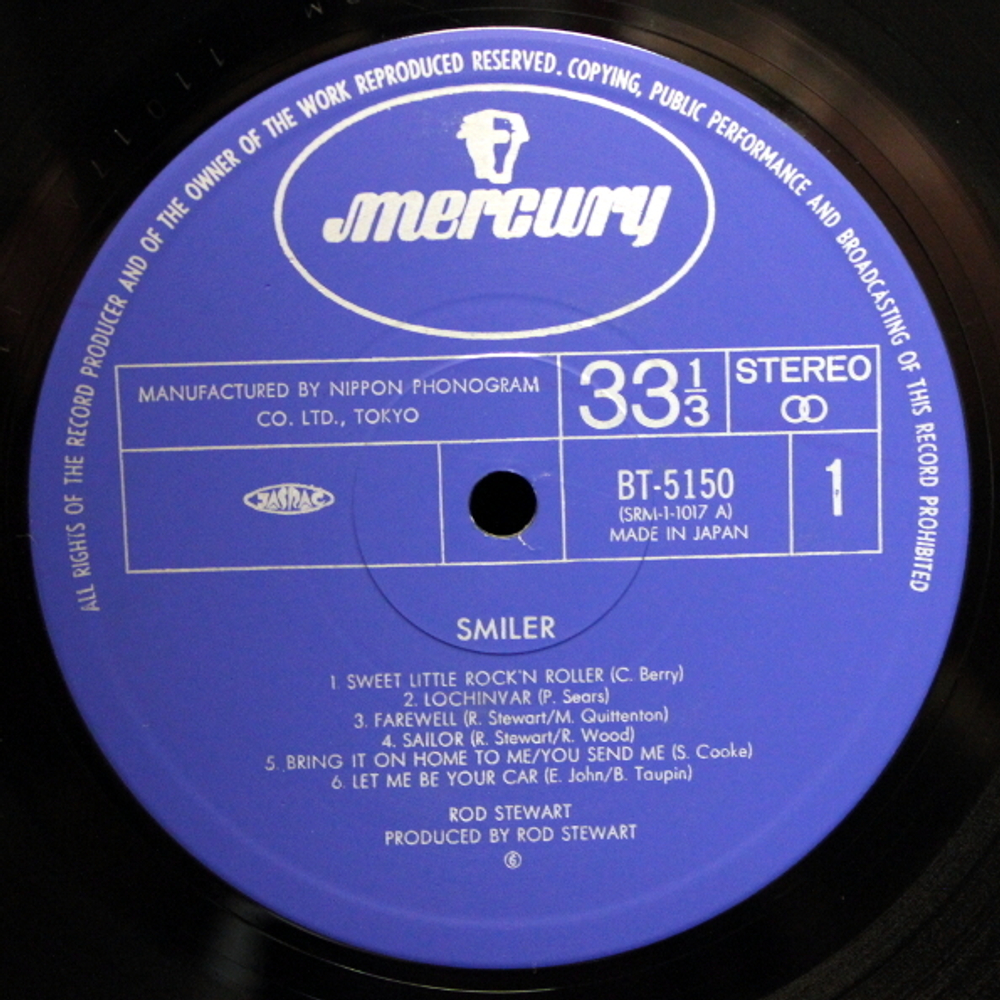 ALL RIGHTS OF THE RECORD PRODUCER AND OF THE OWNER OF THE WORK REPRODUCED RESERVED. COPYING, PUBLIC PERFORMANCE AND BROADCASTING OF THIS RECORD PROHIBITED
mercury
MANUFACTURED BY NIPPON PHONOGRAM
CO. LTD., TOKYO
33 1/3
STEREO
JASRAC
BT-5150
(SRM-1-1017 A)
MADE IN JAPAN
1
SMILER
1. SWEET LITTLE ROCK'N ROLLER (C. Berry)
2. LOCHINVAR (P. Sears)
3. FAREWELL (R. Stewart/M. Quittenton)
4. SAILOR (R. Stewart/R. Wood)
5. BRING IT ON HOME TO ME/YOU SEND ME (S. Cooke)
6. LET ME BE YOUR CAR (E. John/B. Taupin)
ROD STEWART
PRODUCED BY ROD STEWART